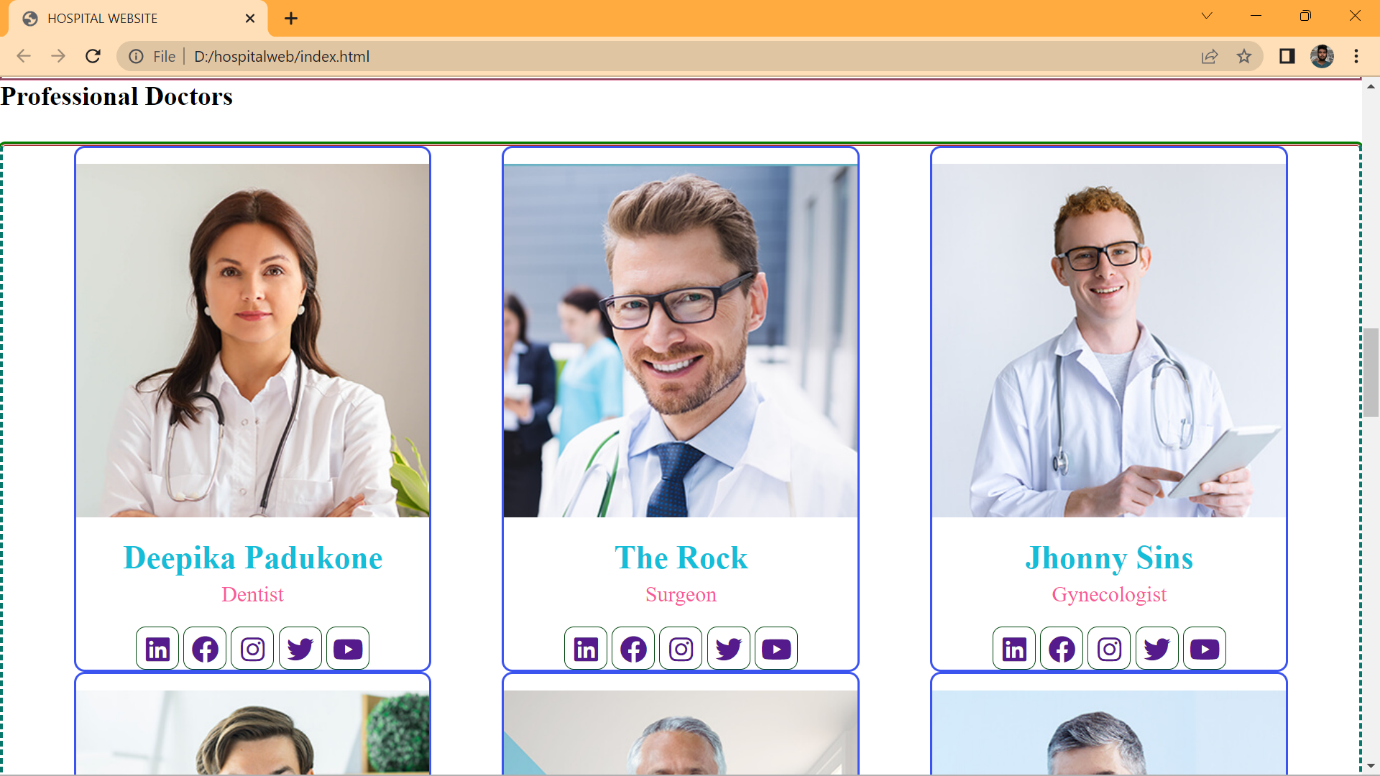 HOSPITAL WEBSITE
File
D:/hospitalweb/index.html
Professional Doctors
Deepika Padukone
The Rock
Jhonny Sins
Dentist
Surgeon
Gynecologist